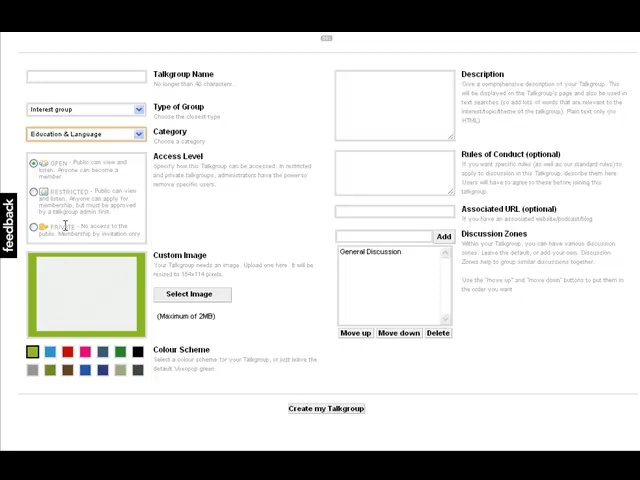 Talkgroup Name
No longer than 40 characters.
Interest group
Type of Group
Choose the closest type
Education & Language
Category
Choose a category.
OPEN - Public can view and
listen. Anyone can become a
member.
RESTRICTED - Public can view
and listen. Anyone can apply for
membership, but must be approved
by a talkgroup admin first.
PRIVATE - No access to the
public. Membership by invitation only
Access Level
Specify how this Talkgroup can be accessed. In restricted
and private talkgroups, administrators have the power to
remove specific users.
feedback
Custom Image
Your Talkgroup needs an image. Upload one here. It will be
resized to 154x114 pixels.
Select Image
(Maximum of 2MB)
Colour Scheme
Select a colour scheme for your Talkgroup, or just leave the
default Voxopop green.
Description
Give a comprehensive description of your Talkgroup. This
will be displayed on the Talkgroup's page and also be used in
text searches (so add lots of words that are relevant to the
interest/topic/theme of the talkgroup). Plain text only (no
HTML)
Rules of Conduct (optional)
If you want specific rules (as well as our standard rules) to
apply to discussion in this Talkgroup, describe them here.
Users will have to agree to them before joining this
talkgroup.
Associated URL (optional)
If you have an associated website/podcast/blog
Add
Discussion Zones
Within your Talkgroup, you can have various discussion
zones. Leave the default, or add your own. Discussion
Zones help to group similar discussions together.
Use the "move up" and "move down" buttons to put them in
the order you want
General Discussion
Move up
Move down
Delete
Create my Talkgroup